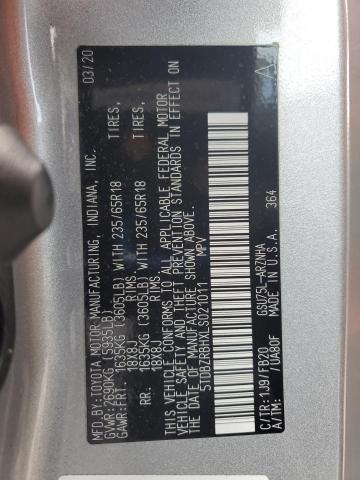 MFD. BY: TOYOTA MOTOR MANUFACTURING, INDIANA, INC. 03/20
GVWR: 2690KG (5935LB)
GAWR: FRT. 1635KG (3605LB) WITH 235/65R18 TIRES,
18X8J RIMS,
RR. 1635KG (3605LB) WITH 235/65R18 TIRES,
18X8J RIMS,
THIS VEHICLE CONFORMS TO ALL APPLICABLE FEDERAL MOTOR
VEHICLE SAFETY, AND THEFT PREVENTION STANDARDS IN EFFECT ON
THE DATE OF MANUFACTURE SHOWN ABOVE.
5TDBZRBHXLS021011 MPV
C/TR: 1J9/FB20 GSU75L-ARZNHA A
A/TM: /UA80F MADE IN U.S.A. 364